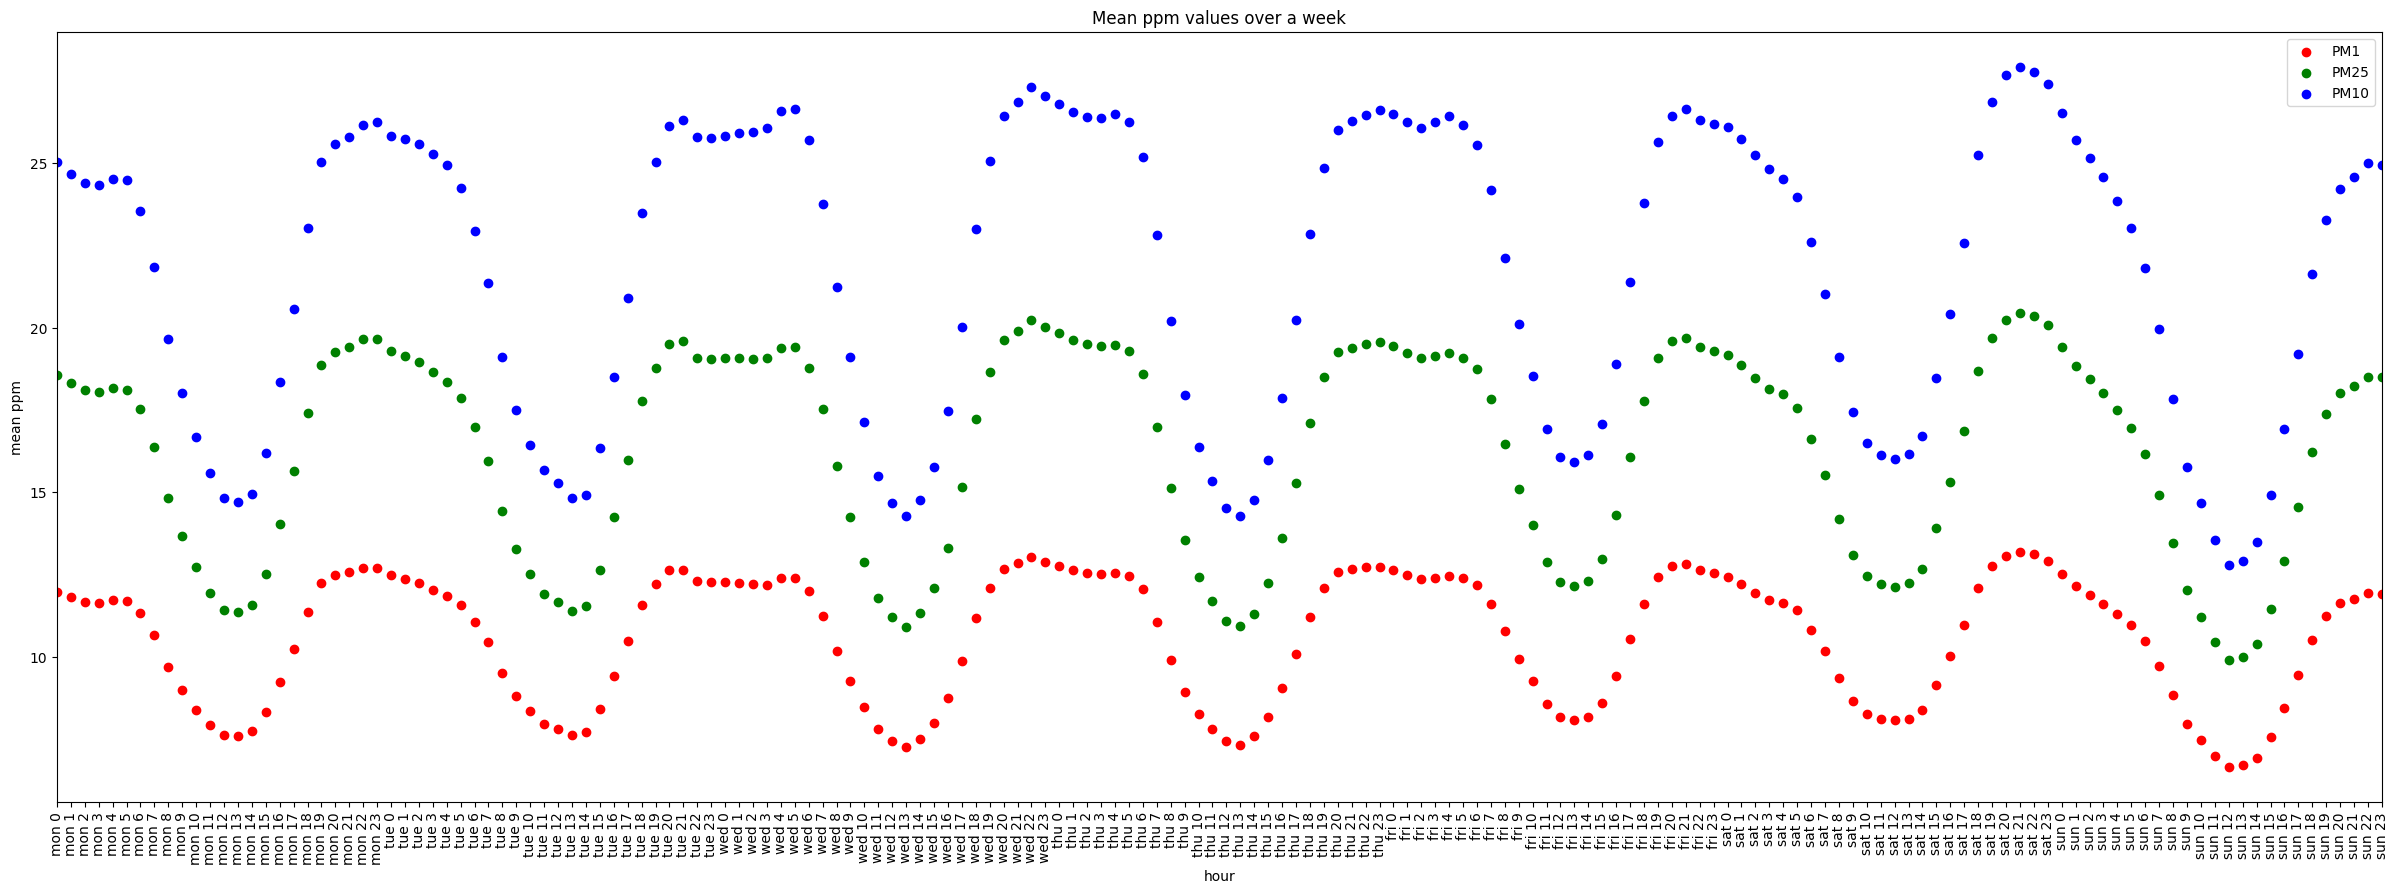 Mean ppm values over a week
PM1
PM25
PM10
mean ppm
25
20
15
10
mon 0
mon 1
mon 2
mon 3
mon 4
mon 5
mon 6
mon 7
mon 8
mon 9
mon 10
mon 11
mon 12
mon 13
mon 14
mon 15
mon 16
mon 17
mon 18
mon 19
mon 20
mon 21
mon 22
mon 23
tue 0
tue 1
tue 2
tue 3
tue 4
tue 5
tue 6
tue 7
tue 8
tue 9
tue 10
tue 11
tue 12
tue 13
tue 14
tue 15
tue 16
tue 17
tue 18
tue 19
tue 20
tue 21
tue 22
tue 23
wed 0
wed 1
wed 2
wed 3
wed 4
wed 5
wed 6
wed 7
wed 8
wed 9
wed 10
wed 11
wed 12
wed 13
wed 14
wed 15
wed 16
wed 17
wed 18
wed 19
wed 20
wed 21
wed 22
wed 23
thu 0
thu 1
thu 2
thu 3
thu 4
thu 5
thu 6
thu 7
thu 8
thu 9
thu 10
thu 11
thu 12
thu 13
thu 14
thu 15
thu 16
thu 17
thu 18
thu 19
thu 20
thu 21
thu 22
thu 23
fri 0
fri 1
fri 2
fri 3
fri 4
fri 5
fri 6
fri 7
fri 8
fri 9
fri 10
fri 11
fri 12
fri 13
fri 14
fri 15
fri 16
fri 17
fri 18
fri 19
fri 20
fri 21
fri 22
fri 23
sat 0
sat 1
sat 2
sat 3
sat 4
sat 5
sat 6
sat 7
sat 8
sat 9
sat 10
sat 11
sat 12
sat 13
sat 14
sat 15
sat 16
sat 17
sat 18
sat 19
sat 20
sat 21
sat 22
sat 23
sun 0
sun 1
sun 2
sun 3
sun 4
sun 5
sun 6
sun 7
sun 8
sun 9
sun 10
sun 11
sun 12
sun 13
sun 14
sun 15
sun 16
sun 17
sun 18
sun 19
sun 20
sun 21
sun 22
sun 23
hour